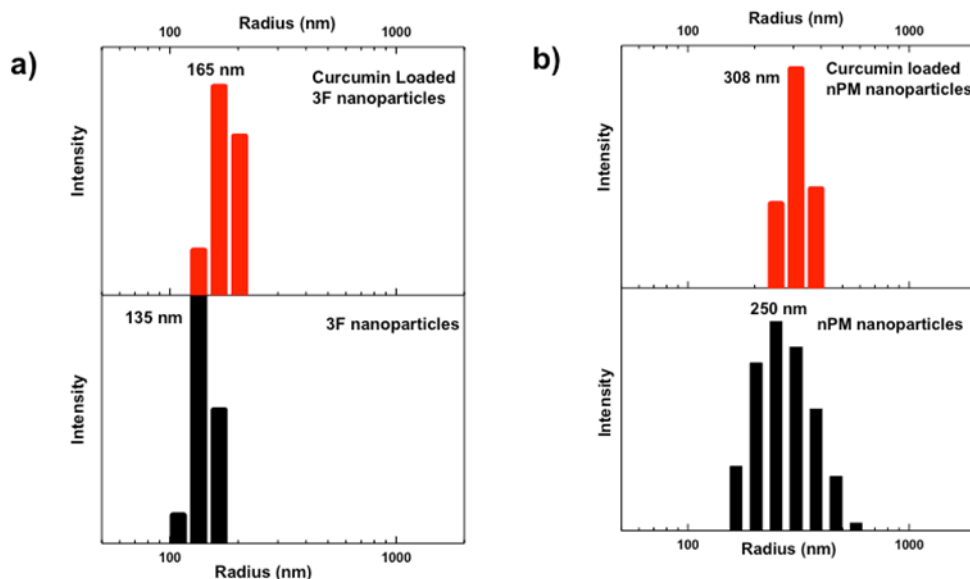 Radius (nm)
100
1000
a)
165 nm
Curcumin Loaded
3F nanoparticles
Intensity
135 nm
3F nanoparticles
Intensity
100
1000
Radius (nm)
Radius (nm)
100
1000
b)
308 nm
Curcumin loaded
nPM nanoparticles
Intensity
250 nm
nPM nanoparticles
Intensity
100
1000
Radius (nm)